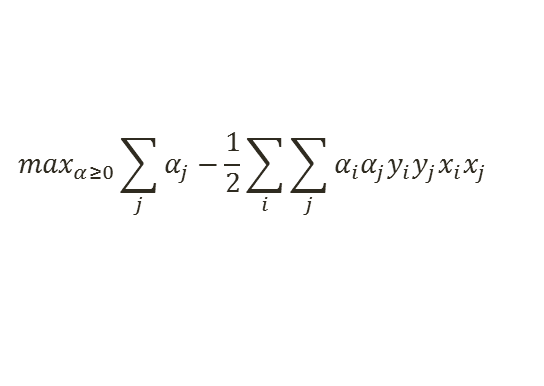 max_{α≥0} ∑_j α_j − 1/2 ∑_i ∑_j α_i α_j y_i y_j x_i x_j